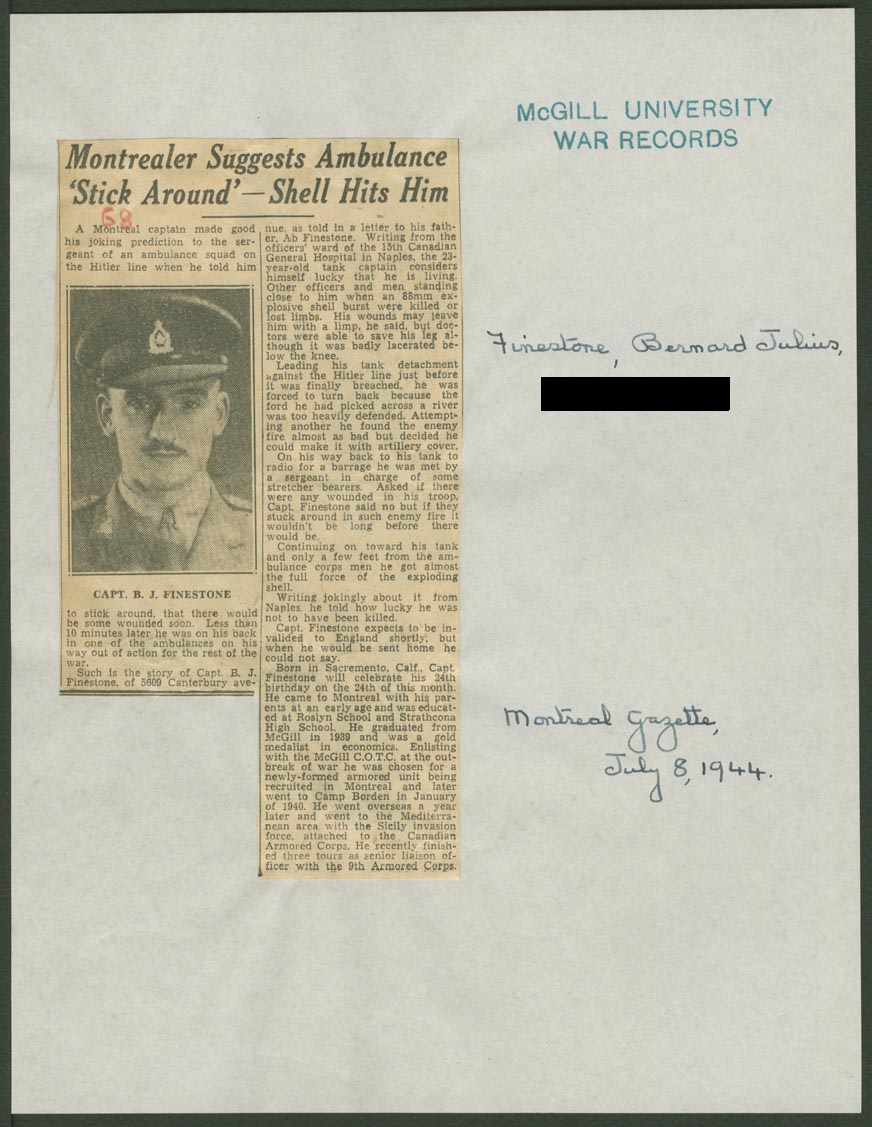 McGILL UNIVERSITY
WAR RECORDS
Montrealer Suggests Ambulance
'Stick Around'—Shell Hits Him
68
A Montreal captain made good
his joking prediction to the ser-
geant of an ambulance squad on
the Hitler line when he told him
CAPT. B. J. FINESTONE
to stick around, that there would
be some wounded soon. Less than
10 minutes later he was on his back
in one of the ambulances on his
way out of action for the rest of the
war.
Such is the story of Capt. B. J.
Finestone, of 5609 Canterbury ave-
nue, as told in a letter to his fath-
er, Ab Finestone. Writing from the
officers' ward of the 15th Canadian
General Hospital in Naples, the 23-
year-old tank captain considers
himself lucky that he is living.
Other officers and men standing
close to him when an 88mm ex-
plosive shell burst were killed or
lost limbs. His wounds may leave
him with a limp, he said, but doc-
tors were able to save his leg al-
though it was badly lacerated be-
low the knee.
Leading his tank detachment
against the Hitler line just before
it was finally breached, he was
forced to turn back because the
ford he had picked across a river
was too heavily defended. Attempt-
ing another he found the enemy
fire almost as bad but decided he
could make it with artillery cover.
On his way back to his tank to
radio for a barrage he was met by
a sergeant in charge of some
stretcher bearers. Asked if there
were any wounded in his troop,
Capt. Finestone said no but if they
stuck around in such enemy fire it
wouldn't be long before there
would be.
Continuing on toward his tank
and only a few feet from the am-
bulance corps men he got almost
the full force of the exploding
shell.
Writing jokingly about it from
Naples, he told how lucky he was
not to have been killed.
Capt. Finestone expects to be in-
valided to England shortly, but
when he would be sent home he
could not say.
Born in Sacremento, Calf., Capt.
Finestone will celebrate his 24th
birthday on the 24th of this month.
He came to Montreal with his par-
ents at an early age and was educat-
ed at Roslyn School and Strathcona
High School. He graduated from
McGill in 1939 and was a gold
medalist in economics. Enlisting
with the McGill C.O.T.C. at the out-
break of war he was chosen for a
newly-formed armored unit being
recruited in Montreal and later
went to Camp Borden in January
of 1940. He went overseas a year
later and went to the Mediterra-
nean area with the Sicily invasion
force, attached to the Canadian
Armored Corps. He recently finish-
ed three tours as senior liaison of-
ficer with the 9th Armored Corps.
Finestone, Bernard Julius,
Montreal Gazette,
July 8, 1944.